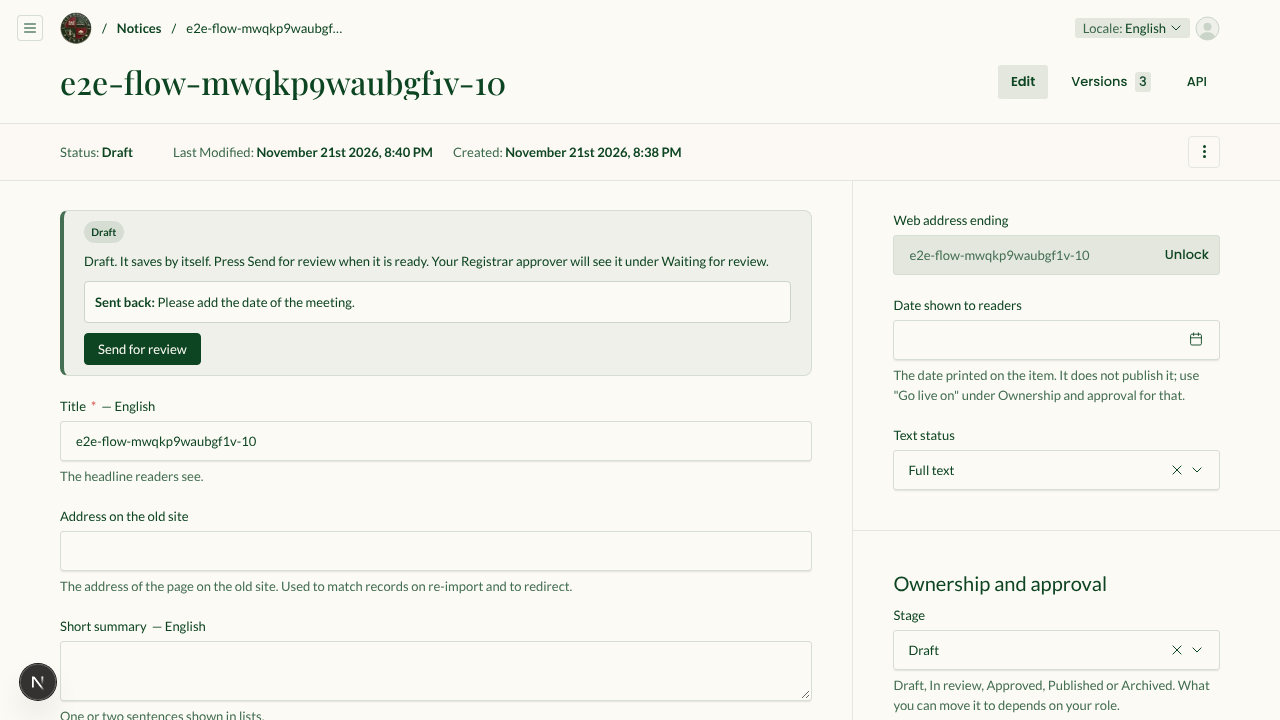 / Notices / e2e-flow-mwqkp9waubgf…
Locale: English
e2e-flow-mwqkp9waubgf1v-10
Edit
Versions 3
API
Status: Draft
Last Modified: November 21st 2026, 8:40 PM
Created: November 21st 2026, 8:38 PM
Draft
Draft. It saves by itself. Press Send for review when it is ready. Your Registrar approver will see it under Waiting for review.
Sent back: Please add the date of the meeting.
Send for review
Title * — English
e2e-flow-mwqkp9waubgf1v-10
The headline readers see.
Address on the old site
The address of the page on the old site. Used to match records on re-import and to redirect.
Short summary — English
One or two sentences shown in lists.
N
Web address ending
e2e-flow-mwqkp9waubgf1v-10
Unlock
Date shown to readers
The date printed on the item. It does not publish it; use
"Go live on" under Ownership and approval for that.
Text status
Full text
Ownership and approval
Stage
Draft
Draft, In review, Approved, Published or Archived. What
you can move it to depends on your role.